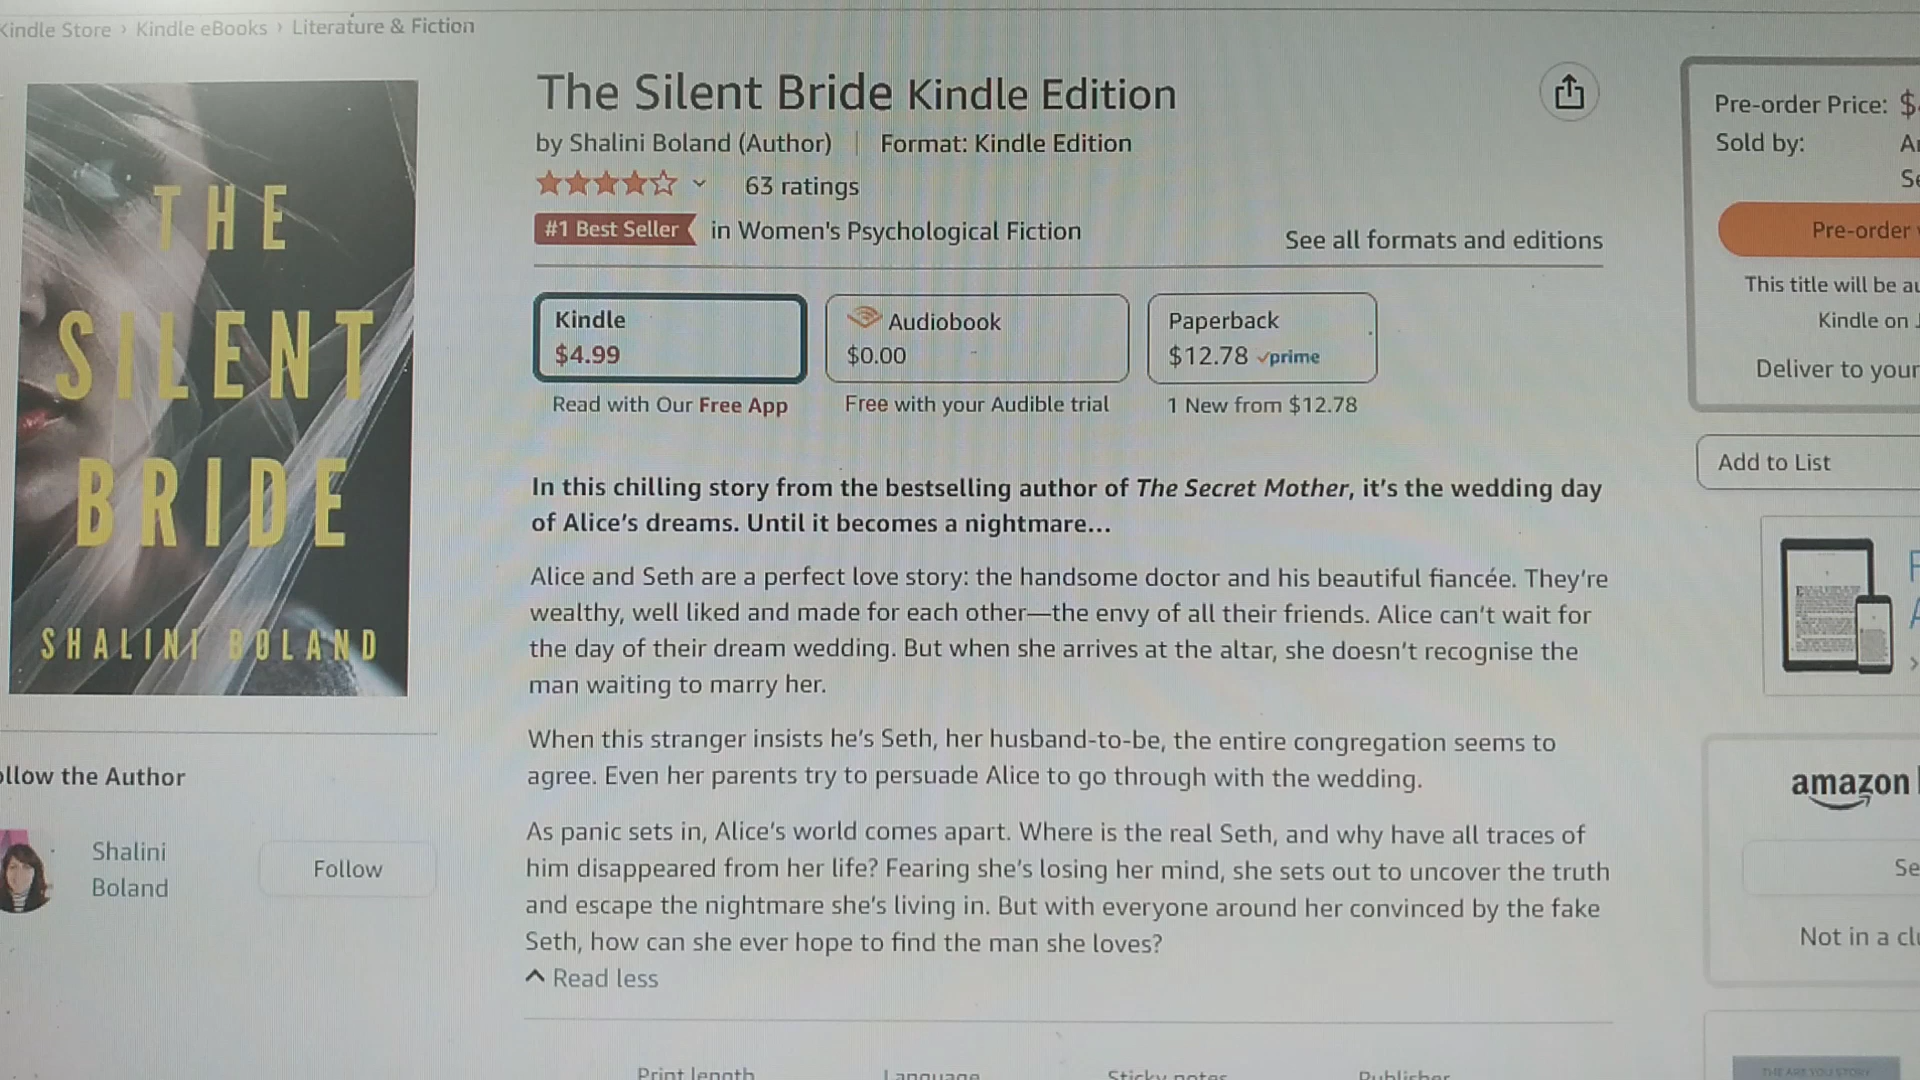 Kindle Store › Kindle eBooks › Literature & Fiction
THE
SILENT
BRIDE
SHALINI BOLAND
The Silent Bride Kindle Edition
by Shalini Boland (Author) | Format: Kindle Edition
63 ratings
#1 Best Seller in Women's Psychological Fiction
See all formats and editions
Kindle
$4.99
Read with Our Free App
Audiobook
$0.00
Free with your Audible trial
Paperback
$12.78 prime
1 New from $12.78
In this chilling story from the bestselling author of The Secret Mother, it's the wedding day
of Alice's dreams. Until it becomes a nightmare…
Alice and Seth are a perfect love story: the handsome doctor and his beautiful fiancée. They're
wealthy, well liked and made for each other—the envy of all their friends. Alice can't wait for
the day of their dream wedding. But when she arrives at the altar, she doesn't recognise the
man waiting to marry her.
When this stranger insists he's Seth, her husband-to-be, the entire congregation seems to
agree. Even her parents try to persuade Alice to go through with the wedding.
As panic sets in, Alice's world comes apart. Where is the real Seth, and why have all traces of
him disappeared from her life? Fearing she's losing her mind, she sets out to uncover the truth
and escape the nightmare she's living in. But with everyone around her convinced by the fake
Seth, how can she ever hope to find the man she loves?
Read less
Print length Language Sticky notes Publisher
Follow the Author
Shalini
Boland
Follow
Pre-order Price: $
Sold by:
Pre-order
This title will be
Kindle on
Deliver to your
Add to List
amazon
Not in a